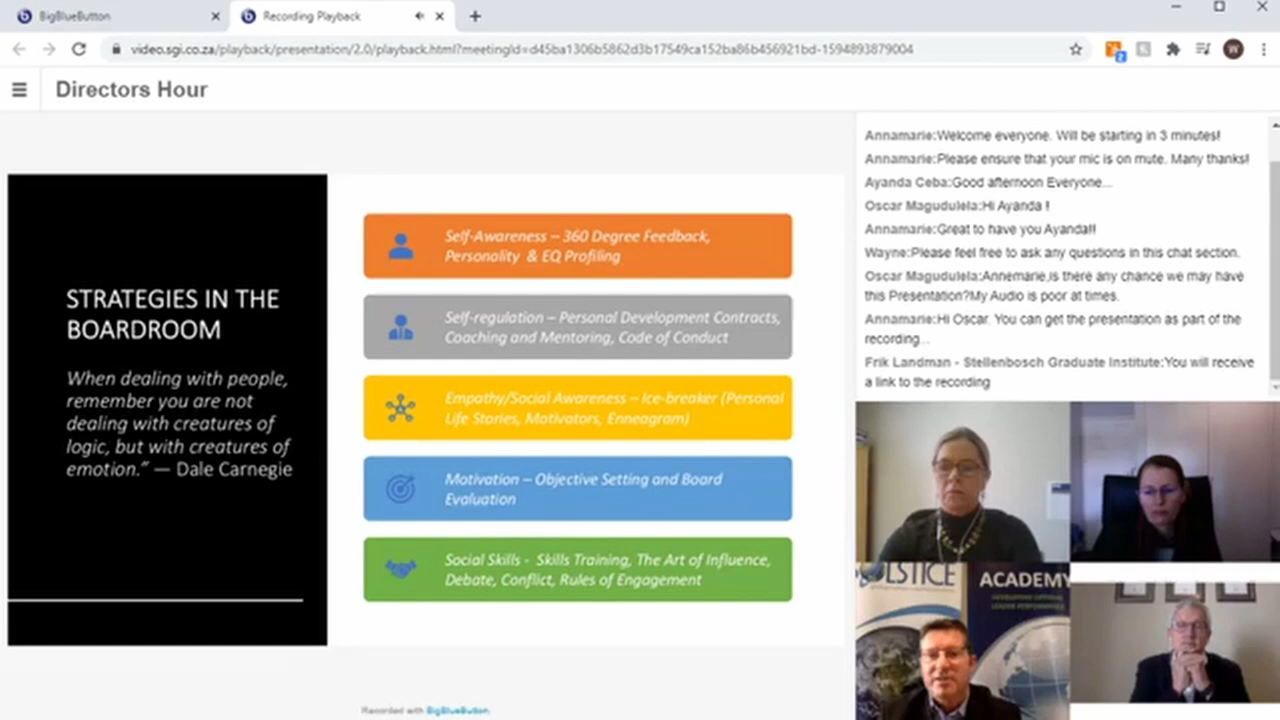 BigBlueButton
Recording Playback
video.sgi.co.za/playback/presentation/2.0/playback.html?meetingId=d45ba1306b5862d3b17549ca152ba86b456921bd-1594893879004
2
W
Directors Hour
STRATEGIES IN THE
BOARDROOM
When dealing with people,
remember you are not
dealing with creatures of
logic, but with creatures of
emotion.” — Dale Carnegie
Self-Awareness – 360 Degree Feedback,
Personality & EQ Profiling
Self-regulation – Personal Development Contracts,
Coaching and Mentoring, Code of Conduct
Empathy/Social Awareness – Ice-breaker (Personal
Life Stories, Motivators, Enneagram)
Motivation – Objective Setting and Board
Evaluation
Social Skills - Skills Training, The Art of Influence,
Debate, Conflict, Rules of Engagement
Recorded with BigBlueButton.
Annamarie:Welcome everyone. Will be starting in 3 minutes!
Annamarie:Please ensure that your mic is on mute. Many thanks!
Ayanda Ceba:Good afternoon Everyone...
Oscar Magudulela:Hi Ayanda !
Annamarie:Great to have you Ayanda!!
Wayne:Please feel free to ask any questions in this chat section.
Oscar Magudulela:Annemarie,is there any chance we may have
this Presentation?My Audio is poor at times.
Annamarie:Hi Oscar. You can get the presentation as part of the
recording...
Frik Landman - Stellenbosch Graduate Institute:You will receive
a link to the recording
OLSTICE
ACADEMY